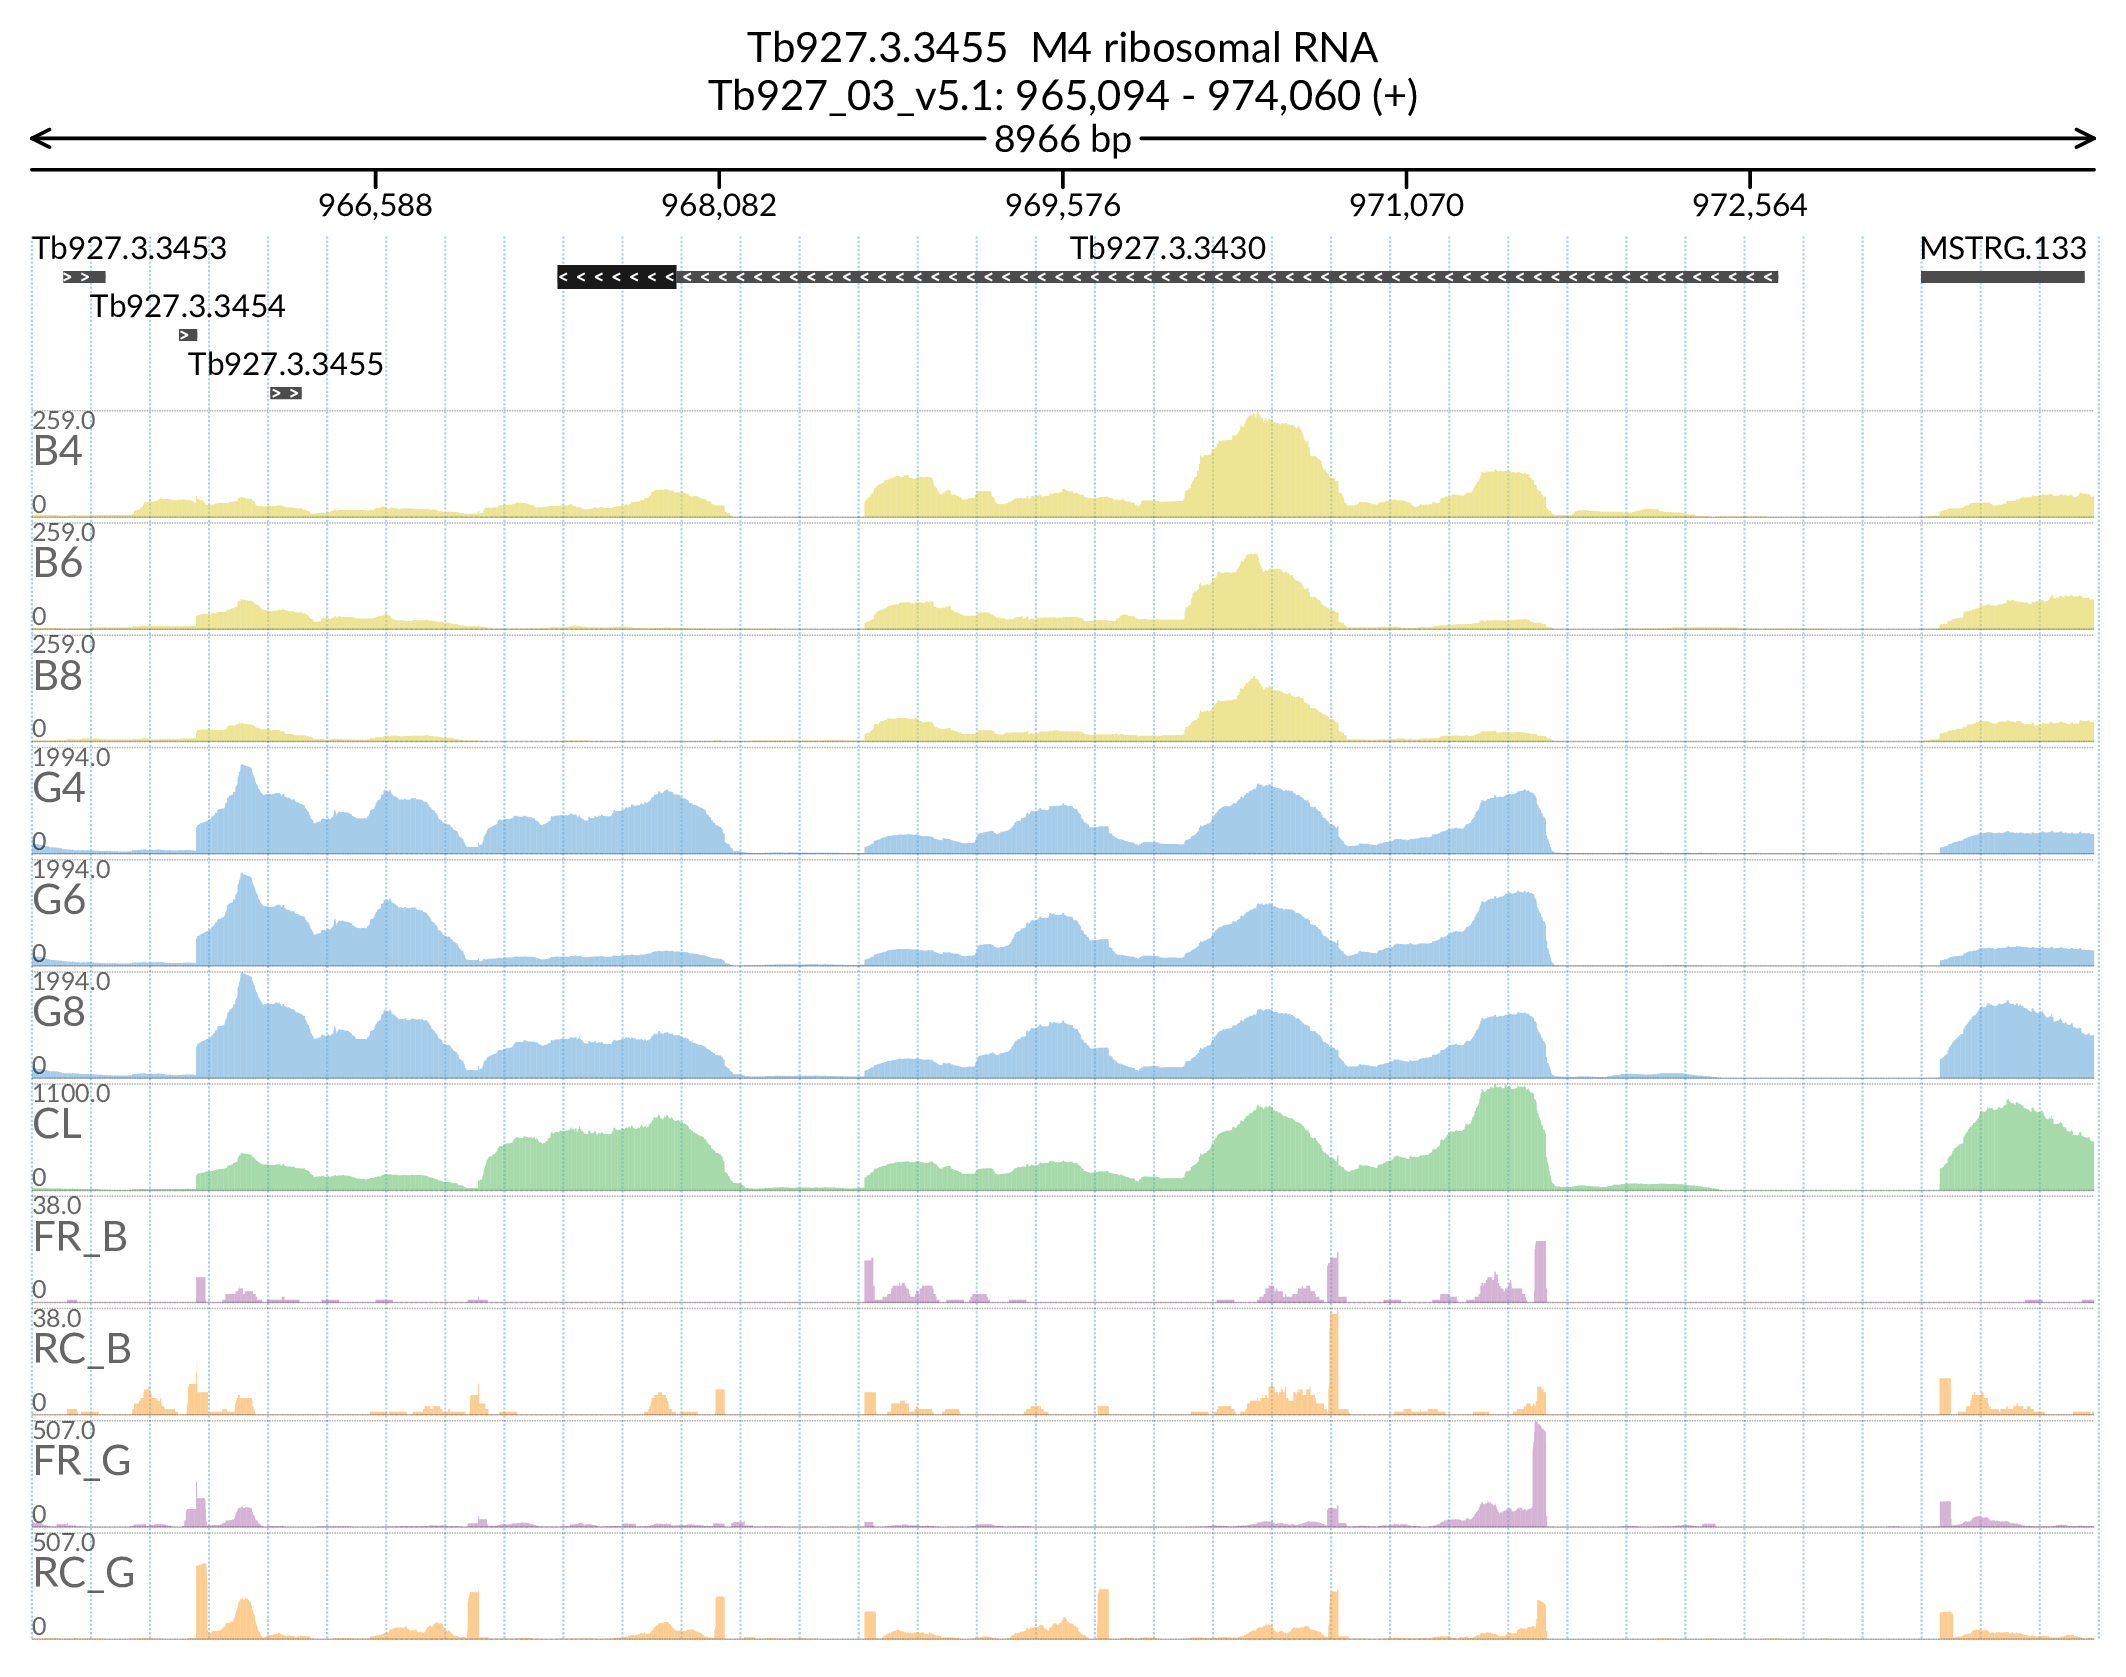 Tb927.3.3455 M4 ribosomal RNA
Tb927_03_v5.1: 965,094 - 974,060 (+)
8966 bp
966,588 968,082 969,576 971,070 972,564
Tb927.3.3453 Tb927.3.3430 MSTRG.133
Tb927.3.3454
Tb927.3.3455
259.0
B4
0
259.0
B6
0
259.0
B8
0
1994.0
G4
0
1994.0
G6
0
1994.0
G8
0
1100.0
CL
0
38.0
FR_B
0
38.0
RC_B
0
507.0
FR_G
0
507.0
RC_G
0